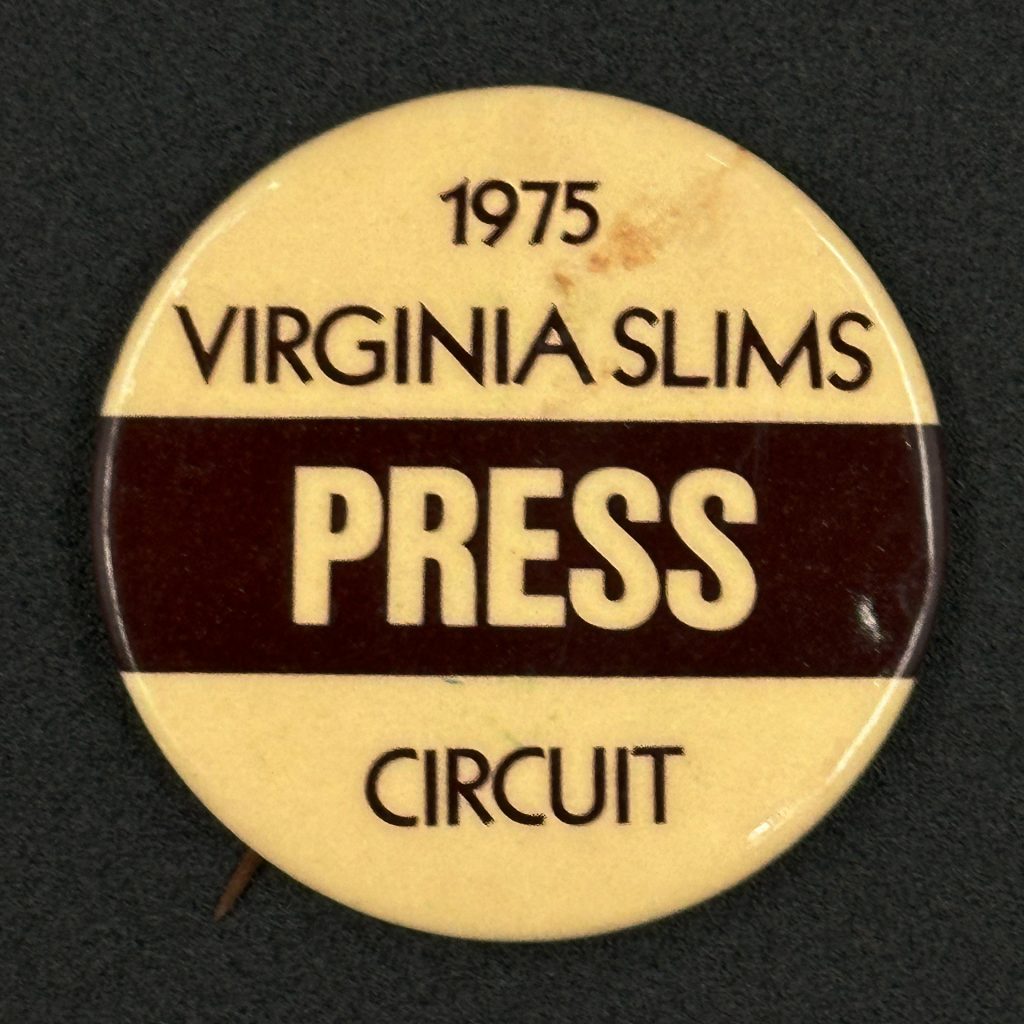 1975
VIRGINIA SLIMS
PRESS
CIRCUIT